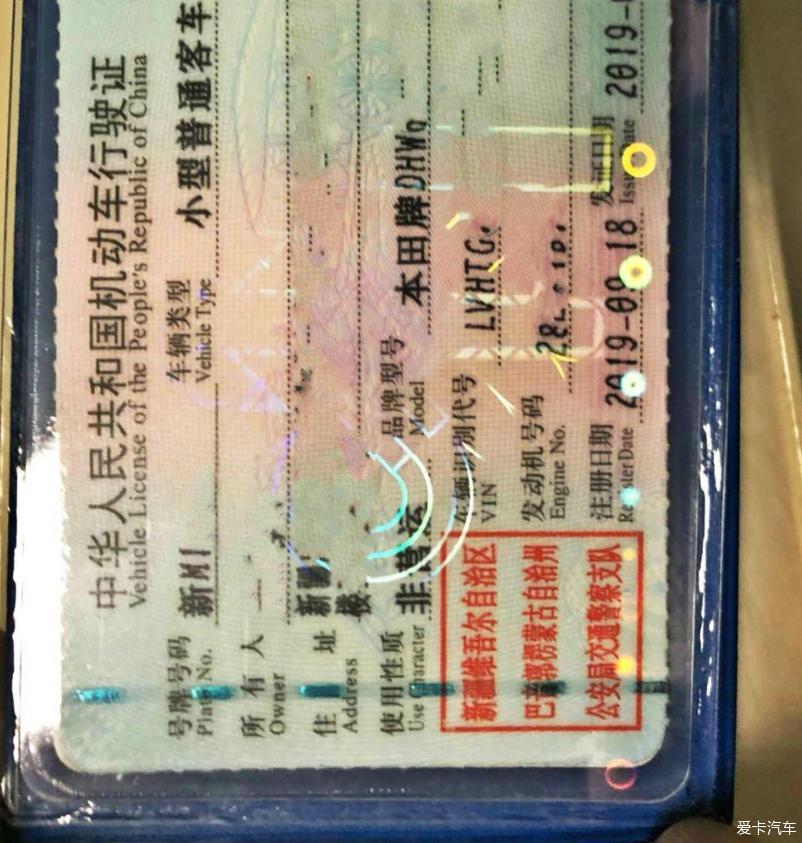 中华人民共和国机动车行驶证
Vehicle License of the People's Republic of China
号牌号码 新M1 车辆类型 小型普通客车
Plate No. Vehicle Type
所有人
Owner
住址 新疆
Address 楼
使用性质 非营运 品牌型号 本田牌DHW
Use Character Model
车辆识别代号 LVHTG
VIN
发动机号码 28
Engine No.
注册日期 2019-09-18 发证日期 2019-
Register Date Issue Date
新疆维吾尔自治区
巴音郭楞蒙古自治州
公安局交通警察支队
爱卡汽车